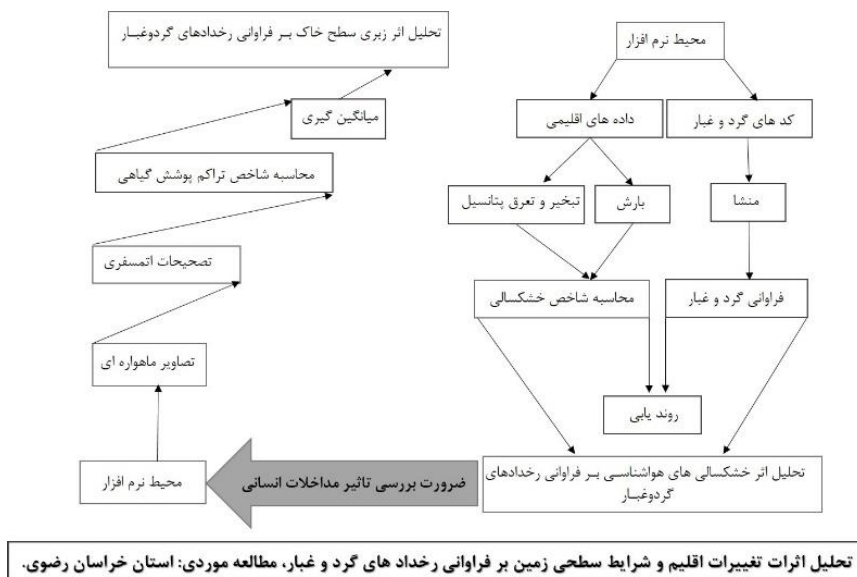 محیط نرم افزار
داده های اقلیمی
کد های گرد و غبار
تبخیر و تعرق پتانسیل
بارش
منشا
محاسبه شاخص خشکسالی
فراوانی گرد و غبار
روند یابی
تحلیل اثر خشکسالی های هواشناسی بر فراوانی رخدادهای
گردوغبار
ضرورت بررسی تاثیر مداخلات انسانی
محیط نرم افزار
تصاویر ماهواره ای
تصحیحات اتمسفری
محاسبه شاخص تراکم پوشش گیاهی
میانگین گیری
تحلیل اثر زبری سطح خاک بر فراوانی رخدادهای گردوغبار
تحلیل اثرات تغییرات اقلیم و شرایط سطحی زمین بر فراوانی رخداد های گرد و غبار، مطالعه موردی: استان خراسان رضوی.